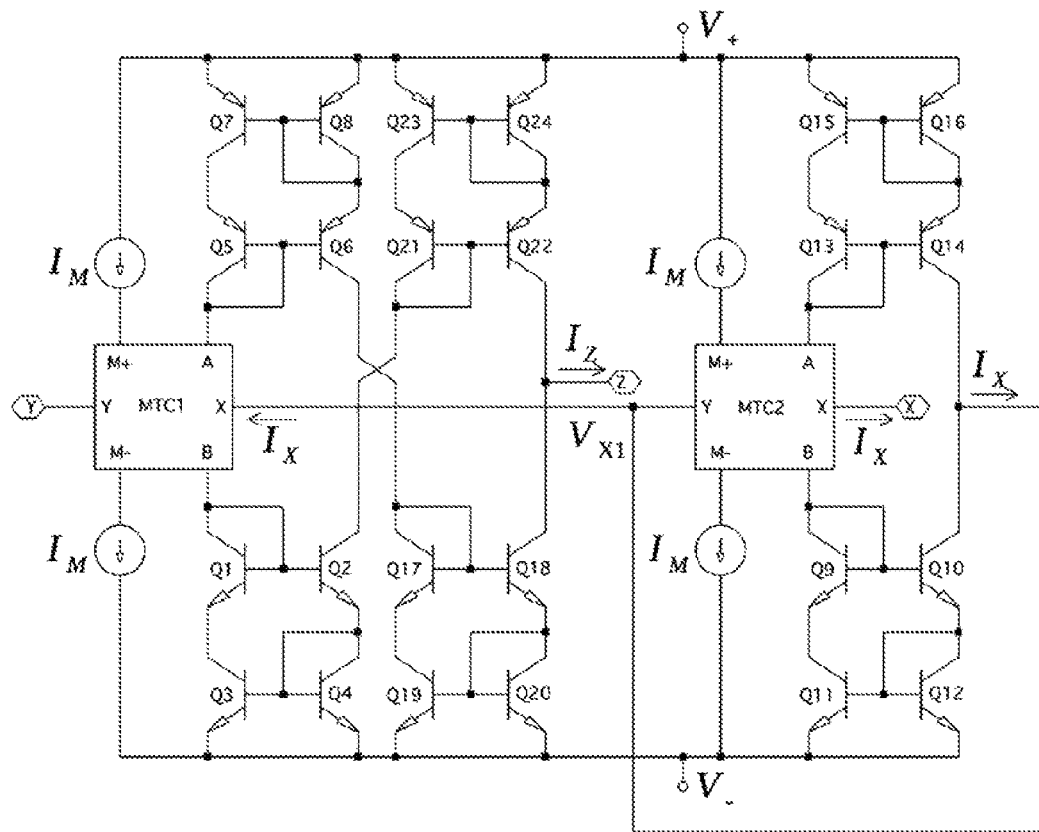 V+
Q7 Q8 Q23 Q24 Q15 Q16
Q5 Q6 Q21 Q22 Q13 Q14
IM IM
M+ A IZ M+ A IX
Y Y MTC1 X Z Y MTC2 X X
M- B IX VX1 M- B IX
IM IM
Q1 Q2 Q17 Q18 Q9 Q10
Q3 Q4 Q19 Q20 Q11 Q12
V-